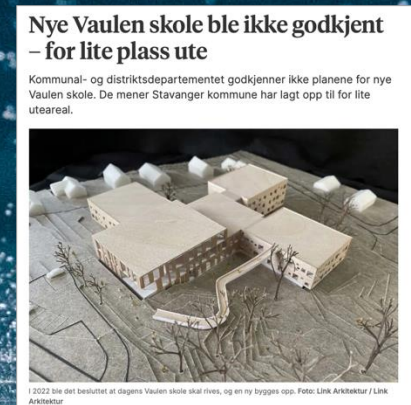 Nye Vaulen skole ble ikke godkjent
– for lite plass ute
Kommunal- og distriktsdepartementet godkjenner ikke planene for nye
Vaulen skole. De mener Stavanger kommune har lagt opp til for lite
uteareal.
I 2022 ble det besluttet at dagens Vaulen skole skal rives, og en ny bygges opp. Foto: Link Arkitektur / Link
Arkitektur